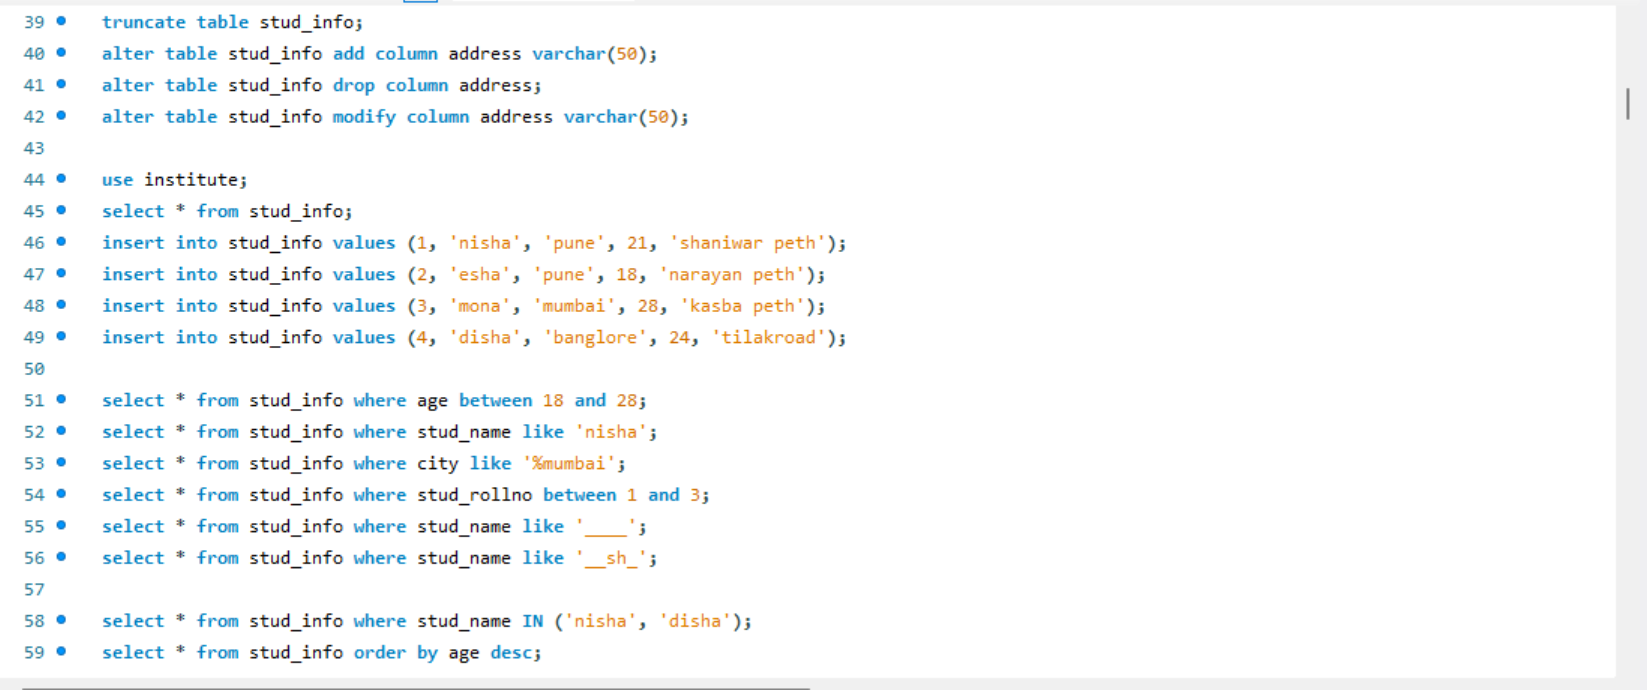 39 truncate table stud_info;
40 alter table stud_info add column address varchar(50);
41 alter table stud_info drop column address;
42 alter table stud_info modify column address varchar(50);
43
44 use institute;
45 select * from stud_info;
46 insert into stud_info values (1, 'nisha', 'pune', 21, 'shaniwar peth');
47 insert into stud_info values (2, 'esha', 'pune', 18, 'narayan peth');
48 insert into stud_info values (3, 'mona', 'mumbai', 28, 'kasba peth');
49 insert into stud_info values (4, 'disha', 'banglore', 24, 'tilakroad');
50
51 select * from stud_info where age between 18 and 28;
52 select * from stud_info where stud_name like 'nisha';
53 select * from stud_info where city like '%mumbai';
54 select * from stud_info where stud_rollno between 1 and 3;
55 select * from stud_info where stud_name like '____';
56 select * from stud_info where stud_name like '__sh_';
57
58 select * from stud_info where stud_name IN ('nisha', 'disha');
59 select * from stud_info order by age desc;